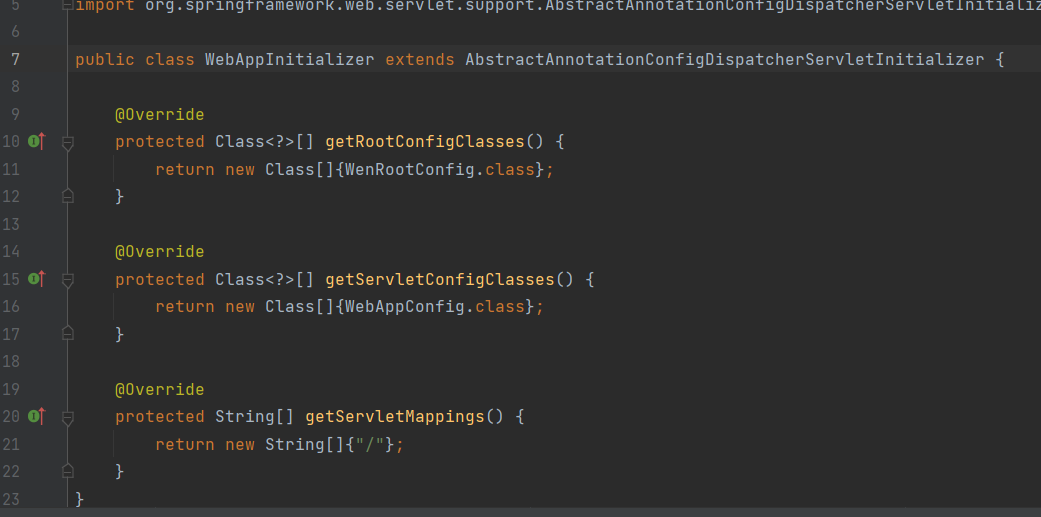 5 import org.springframework.web.servlet.support.AbstractAnnotationConfigDispatcherServletInitializ
6
7 public class WebAppInitializer extends AbstractAnnotationConfigDispatcherServletInitializer {
8
9 @Override
10 protected Class<?>[] getRootConfigClasses() {
11 return new Class[]{WenRootConfig.class};
12 }
13
14 @Override
15 protected Class<?>[] getServletConfigClasses() {
16 return new Class[]{WebAppConfig.class};
17 }
18
19 @Override
20 protected String[] getServletMappings() {
21 return new String[]{"/"};
22 }
23 }